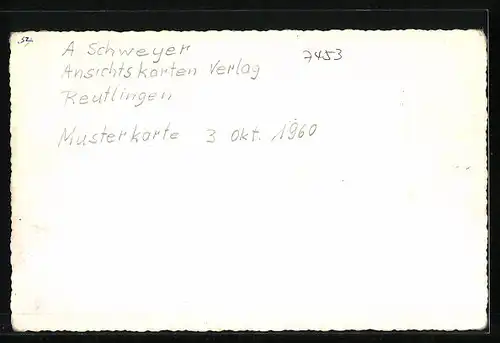 A Schweyer
Ansichtskarten Verlag
Reutlingen
Musterkarte 3 Okt. 1960
7453